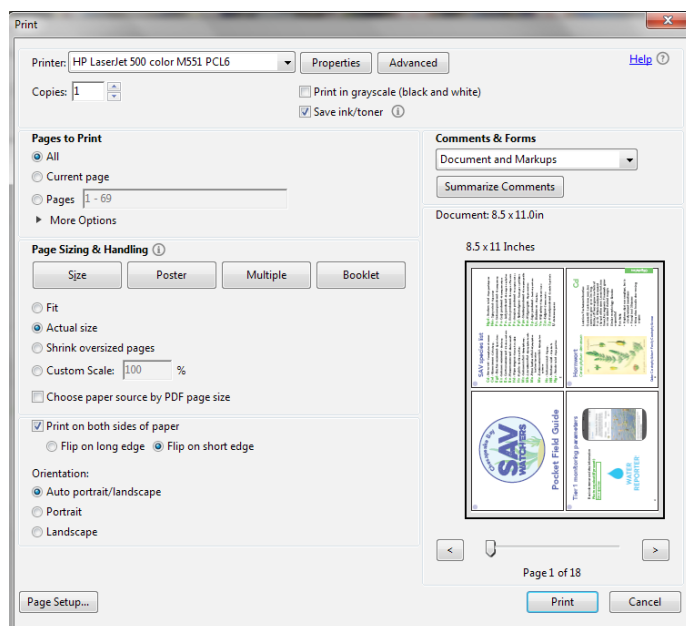 Print
Printer: HP LaserJet 500 color M551 PCL6 Properties Advanced Help
Copies: 1 Print in grayscale (black and white)
Save ink/toner
Pages to Print
All
Current page
Pages 1 - 69
More Options
Comments & Forms
Document and Markups
Summarize Comments
Document: 8.5 x 11.0in
8.5 x 11 Inches
Page Sizing & Handling
Size Poster Multiple Booklet
Fit
Actual size
Shrink oversized pages
Custom Scale: 100 %
Choose paper source by PDF page size
Print on both sides of paper
Flip on long edge Flip on short edge
Orientation:
Auto portrait/landscape
Portrait
Landscape
SAV species list
Hornwort
Cd
Chesapeake Bay
SAV
WATCHERS
Pocket Field Guide
Tier 1 monitoring parameters
WATER
REPORTER
< >
Page 1 of 18
Page Setup... Print Cancel